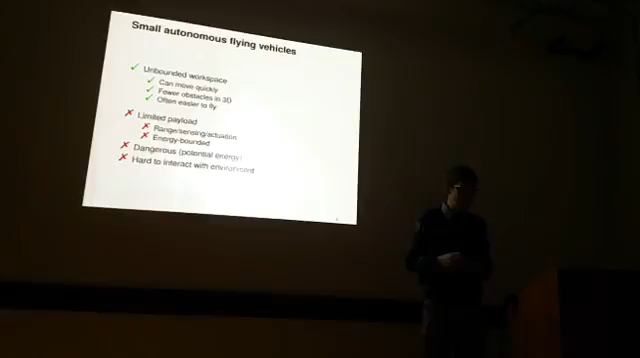 Small autonomous flying vehicles
✓ Unbounded workspace
✓ Can move quickly
✓ Fewer obstacles in 3D
✓ Often easier to fly
✗ Limited payload
✗ Range/sensing/actuation
✗ Energy-bounded
✗ Dangerous (potential energy)
✗ Hard to interact with environment